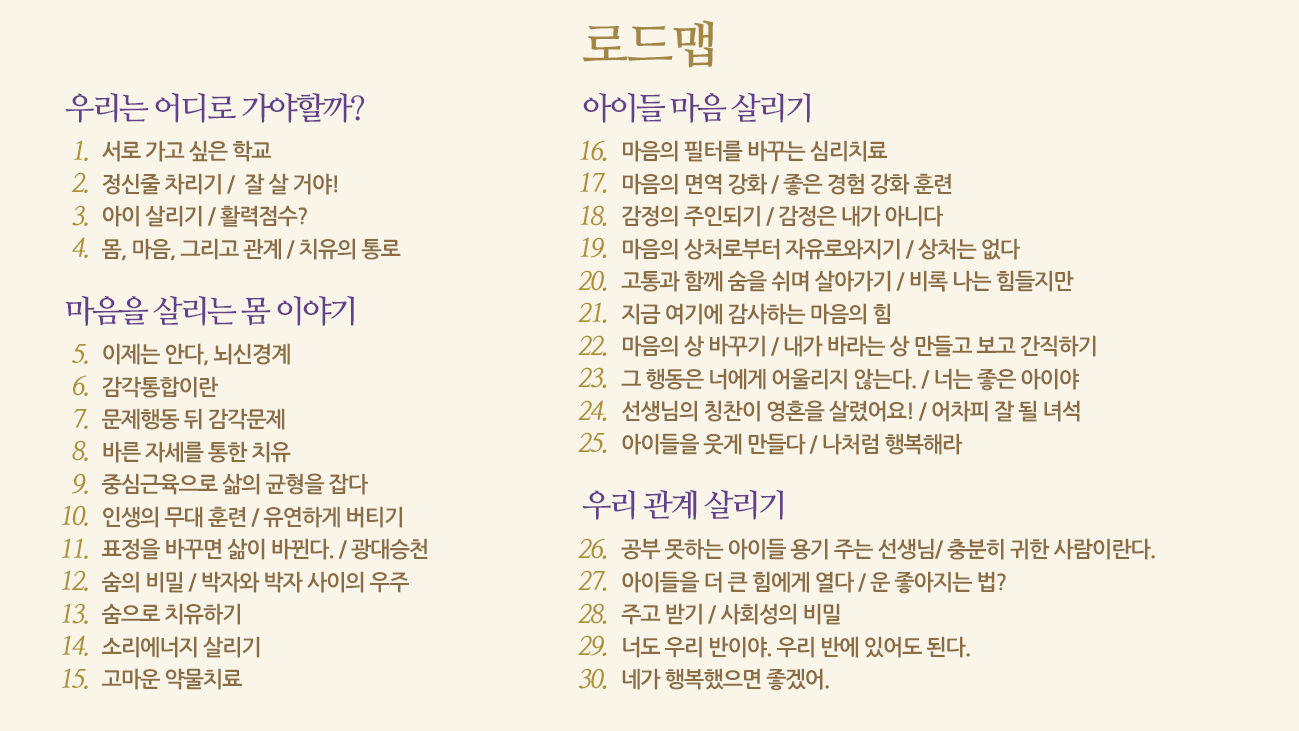 로드맵
우리는 어디로 가야할까?
1. 서로 가고 싶은 학교
2. 정신줄 차리기 / 잘 살 거야!
3. 아이 살리기 / 활력점수?
4. 몸, 마음, 그리고 관계 / 치유의 통로
마음을 살리는 몸 이야기
5. 이제는 안다, 뇌신경계
6. 감각통합이란
7. 문제행동 뒤 감각문제
8. 바른 자세를 통한 치유
9. 중심근육으로 삶의 균형을 잡다
10. 인생의 무대 훈련 / 유연하게 버티기
11. 표정을 바꾸면 삶이 바뀐다. / 광대승천
12. 숨의 비밀 / 박자와 박자 사이의 우주
13. 숨으로 치유하기
14. 소리에너지 살리기
15. 고마운 약물치료
아이들 마음 살리기
16. 마음의 필터를 바꾸는 심리치료
17. 마음의 면역 강화 / 좋은 경험 강화 훈련
18. 감정의 주인되기 / 감정은 내가 아니다
19. 마음의 상처로부터 자유로와지기 / 상처는 없다
20. 고통과 함께 숨을 쉬며 살아가기 / 비록 나는 힘들지만
21. 지금 여기에 감사하는 마음의 힘
22. 마음의 상 바꾸기 / 내가 바라는 상 만들고 보고 간직하기
23. 그 행동은 너에게 어울리지 않는다. / 너는 좋은 아이야
24. 선생님의 칭찬이 영혼을 살렸어요! / 어차피 잘 될 녀석
25. 아이들을 웃게 만들다 / 나처럼 행복해라
우리 관계 살리기
26. 공부 못하는 아이들 용기 주는 선생님/ 충분히 귀한 사람이란다.
27. 아이들을 더 큰 힘에게 열다 / 운 좋아지는 법?
28. 주고 받기 / 사회성의 비밀
29. 너도 우리 반이야. 우리 반에 있어도 된다.
30. 네가 행복했으면 좋겠어.